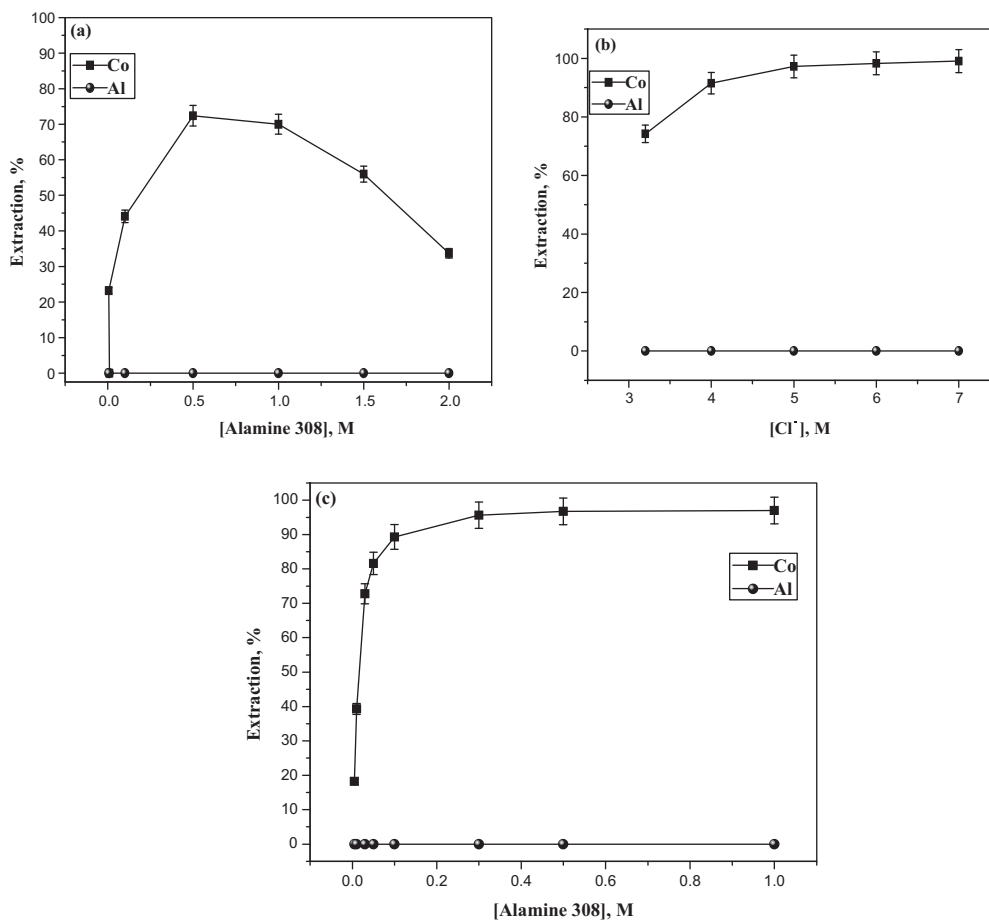 (a)
Co
Al
Extraction, %
100
90
80
70
60
50
40
30
20
10
0
0.0 0.5 1.0 1.5 2.0
[Alamine 308], M
(b)
Co
Al
Extraction, %
100
80
60
40
20
0
3 4 5 6 7
[Cl-], M
(c)
Co
Al
Extraction, %
100
90
80
70
60
50
40
30
20
10
0
0.0 0.2 0.4 0.6 0.8 1.0
[Alamine 308], M